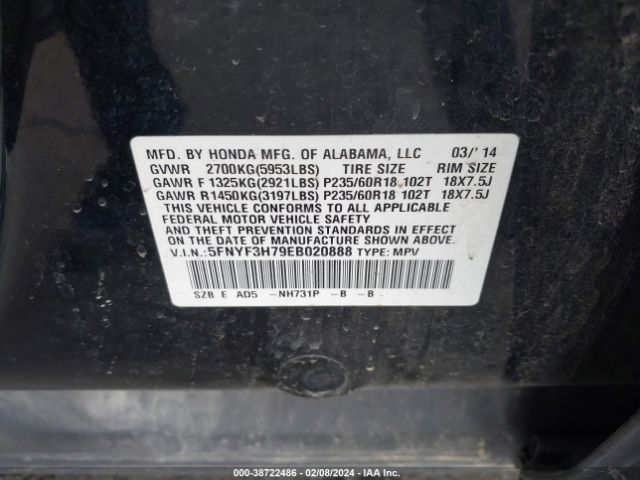 MFD. BY HONDA MFG. OF ALABAMA, LLC 03/' 14
GVWR 2700KG(5953LBS) TIRE SIZE RIM SIZE
GAWR F 1325KG(2921LBS) P235/60R18 102T 18X7.5J
GAWR R1450KG(3197LBS) P235/60R18 102T 18X7.5J
THIS VEHICLE CONFORMS TO ALL APPLICABLE
FEDERAL MOTOR VEHICLE SAFETY
AND THEFT PREVENTION STANDARDS IN EFFECT
ON THE DATE OF MANUFACTURE SHOWN ABOVE.
V.I.N.:5FNYF3H79EB020888 TYPE: MPV
SZB E AD5 -NH731P -B -B
000-38722486 - 02/08/2024 - IAA Inc.